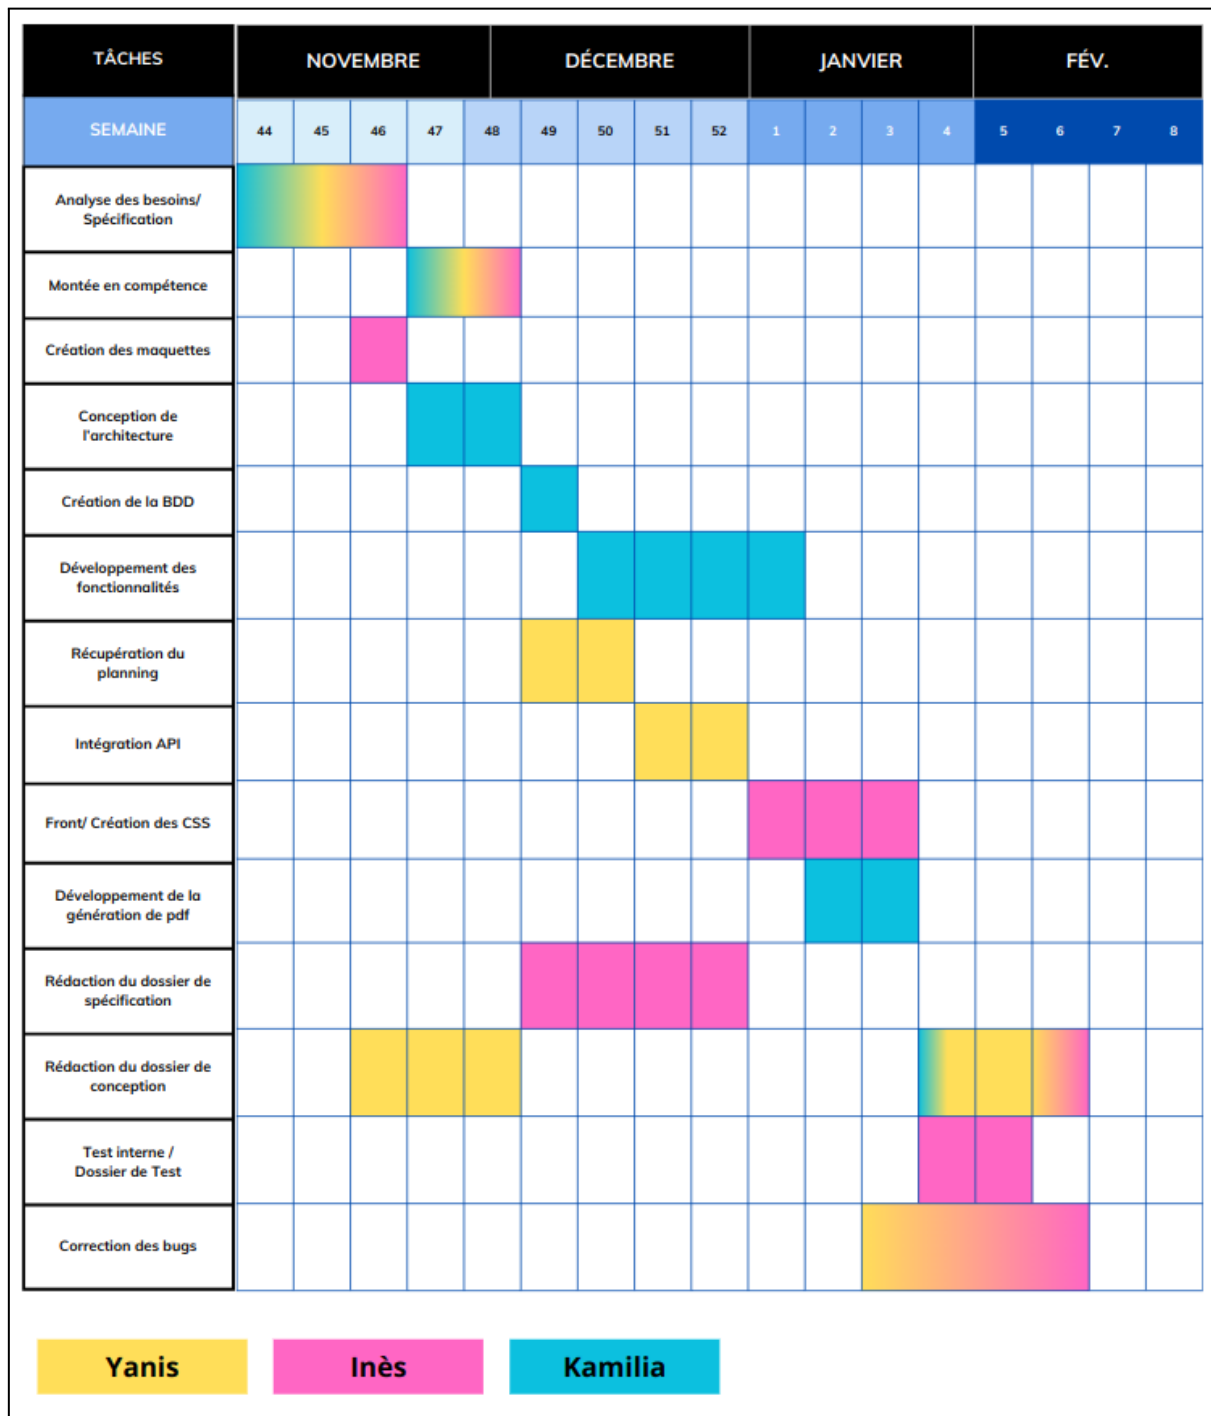 TÂCHES NOVEMBRE DÉCEMBRE JANVIER FÉV.
SEMAINE 44 45 46 47 48 49 50 51 52 1 2 3 4 5 6 7 8
Analyse des besoins/
Spécification
Montée en compétence
Création des maquettes
Conception de
l'architecture
Création de la BDD
Développement des
fonctionnalités
Récupération du
planning
Intégration API
Front/ Création des CSS
Développement de la
génération de pdf
Rédaction du dossier de
spécification
Rédaction du dossier de
conception
Test interne /
Dossier de Test
Correction des bugs
Yanis Inès Kamilia